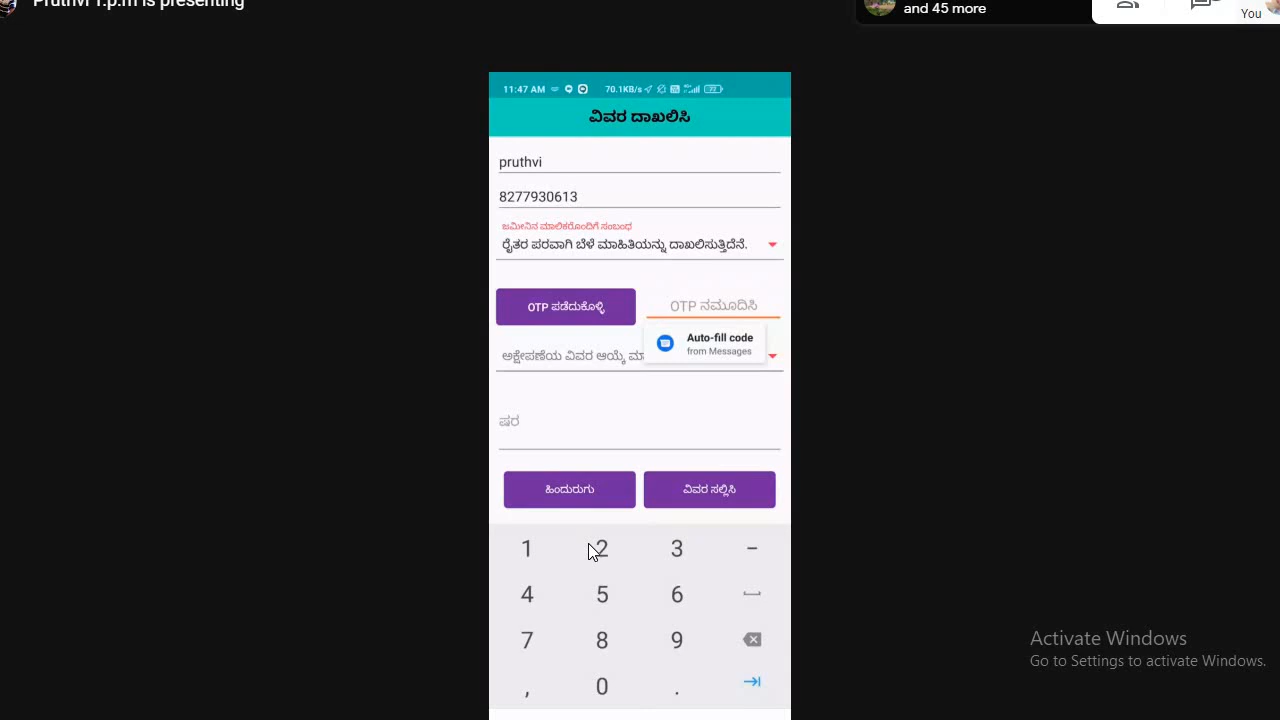 Pruthvi T.p.m is presenting
and 45 more
You
11:47 AM
70.1KB/s
ವಿವರ ದಾಖಲಿಸಿ
pruthvi
8277930613
ಜಮೀನಿನ ಮಾಲಿಕರೊಂದಿಗೆ ಸಂಬಂಧ
ರೈತರ ಪರವಾಗಿ ಬೆಳೆ ಮಾಹಿತಿಯನ್ನು ದಾಖಲಿಸುತ್ತಿದೆನೆ.
OTP ಪಡೆದುಕೊಳ್ಳಿ
OTP ನಮೂದಿಸಿ
Auto-fill code
from Messages
ಅಕ್ಷೇಪಣೆಯ ವಿವರ ಆಯ್ಕೆ ಮಾ
ಷರ
ಹಿಂದುರುಗು
ವಿವರ ಸಲ್ಲಿಸಿ
1 2 3 -
4 5 6
7 8 9
, 0 .
Activate Windows
Go to Settings to activate Windows.